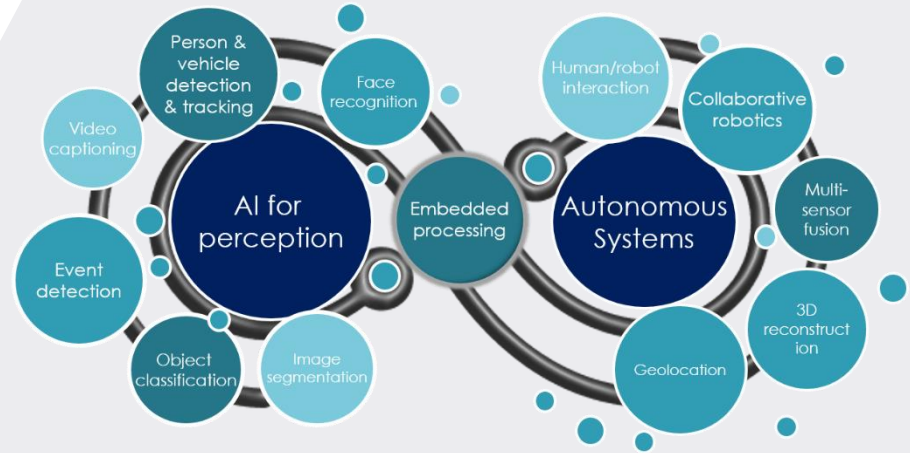 Person &
vehicle
detection
& tracking
Face
recognition
Video
captioning
AI for
perception
Event
detection
Object
classification
Image
segmentation
Embedded
processing
Human/robot
interaction
Collaborative
robotics
Autonomous
Systems
Multi-
sensor
fusion
3D
reconstruct
ion
Geolocation